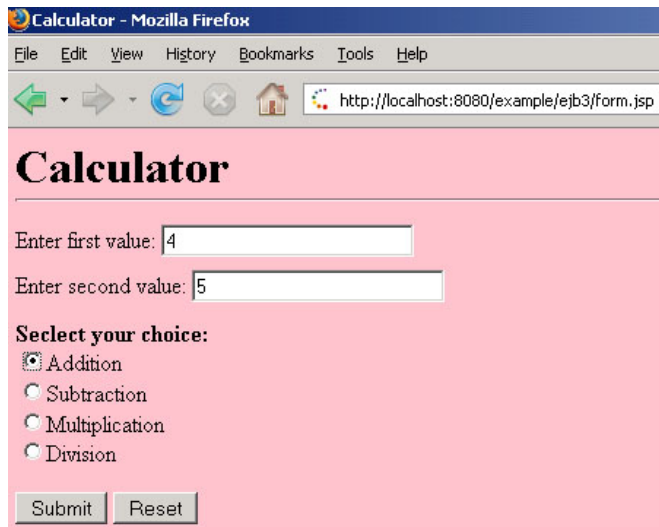 Calculator - Mozilla Firefox
File Edit View History Bookmarks Tools Help
http://localhost:8080/example/ejb3/form.jsp
Calculator
Enter first value: 4
Enter second value: 5
Seclect your choice:
Addition
Subtraction
Multiplication
Division
Submit Reset